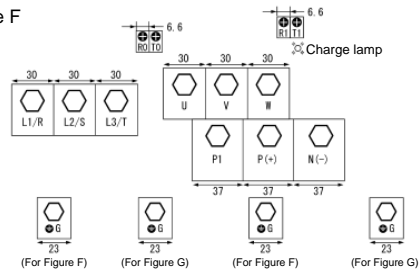 e F
6.6
R0 T0
6.6
R1 T1
Charge lamp
30 30 30
L1/R L2/S L3/T
30 30 30
U V W
P1 P(+) N(-)
37 37 37
G G G G
23 23 23 23
(For Figure F) (For Figure G) (For Figure F) (For Figure G)